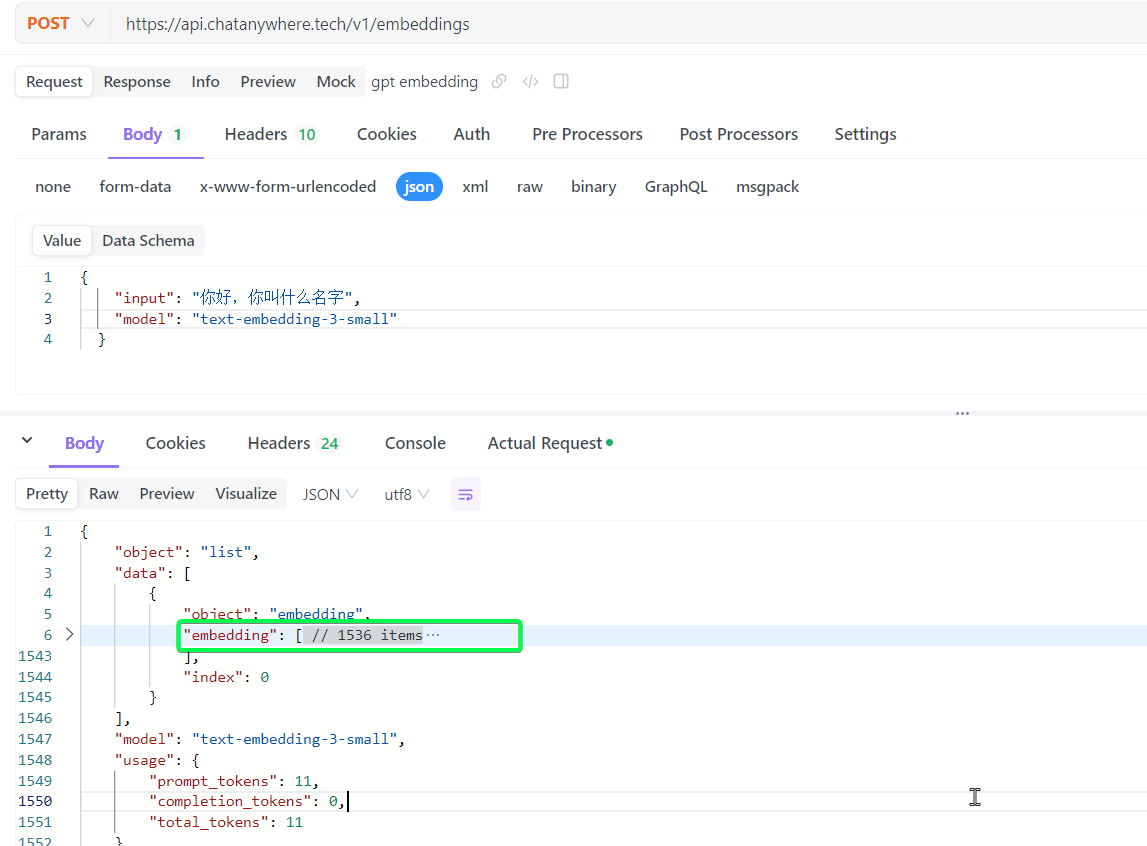 POST https://api.chatanywhere.tech/v1/embeddings
Request Response Info Preview Mock gpt embedding
Params Body 1 Headers 10 Cookies Auth Pre Processors Post Processors Settings
none form-data x-www-form-urlencoded json xml raw binary GraphQL msgpack
Value Data Schema
1 {
2 "input": "你好，你叫什么名字",
3 "model": "text-embedding-3-small"
4 }
Body Cookies Headers 24 Console Actual Request
Pretty Raw Preview Visualize JSON utf8
1 {
2 "object": "list",
3 "data": [
4 {
5 "object": "embedding",
6 "embedding": [ // 1536 items···
1543 ],
1544 "index": 0
1545 }
1546 ],
1547 "model": "text-embedding-3-small",
1548 "usage": {
1549 "prompt_tokens": 11,
1550 "completion_tokens": 0,
1551 "total_tokens": 11
1552 }